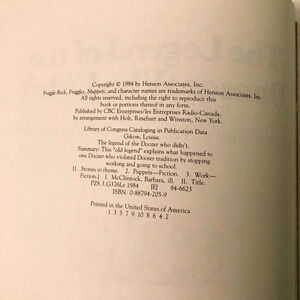 Copyright © 1984 by Henson Associates, Inc.
Fraggle Rock, Fraggles, Muppets, and character names are trademarks of Henson Associates, Inc.
All rights reserved, including the right to reproduce this
book or portions thereof in any form.
Published by CBC Enterprises/les Entreprises Radio-Canada.
by arrangement with Holt, Rinehart and Winston, New York.
Library of Congress Cataloging in Publication Data
Gikow, Louise.
The legend of the Doozer who didn't.
Summary: This "old legend" explains what happened to
one Doozer who violated Doozer tradition by stopping
working and going to school.
[1. Stories in rhyme. 2. Puppets—Fiction. 3. Work—
Fiction.] I. McClintock, Barbara, ill. II. Title.
PZ8.3.G336Le 1984 [E] 84-6623
ISBN: 0-88794-205-9
Printed in the United States of America
1 3 5 7 9 10 8 6 4 2